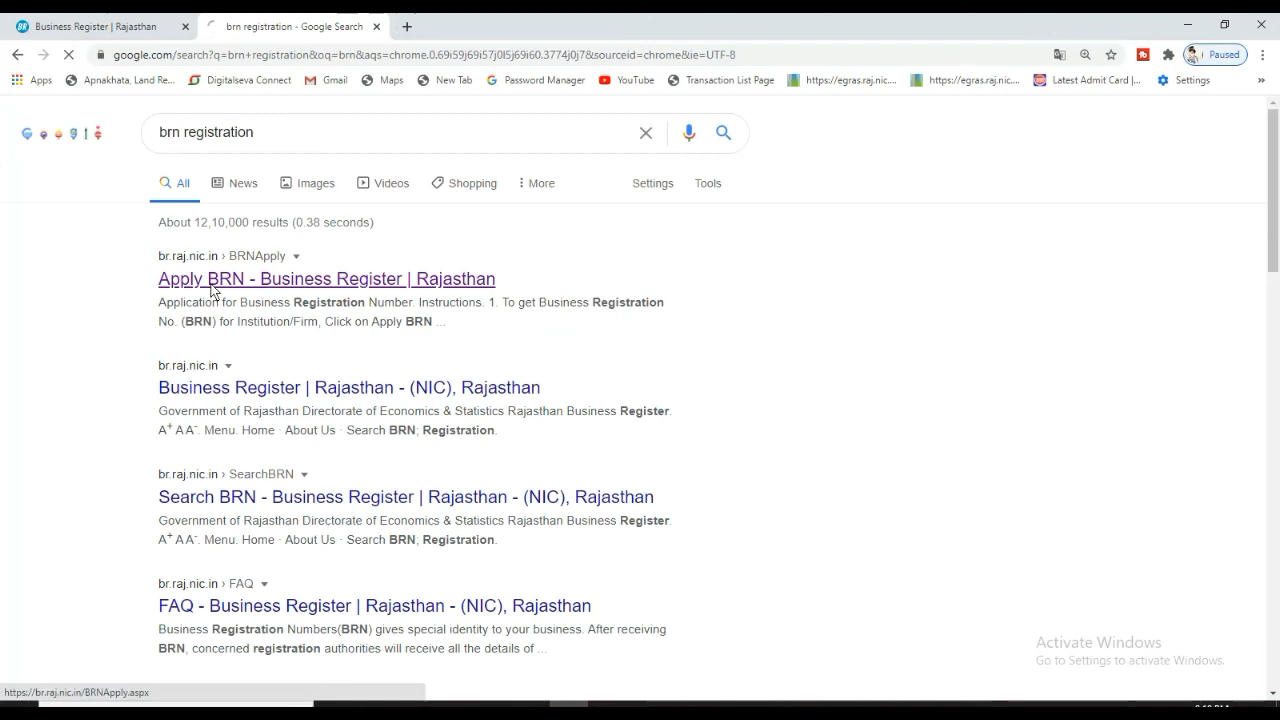 Business Register | Rajasthan
brn registration - Google Search
google.com/search?q=brn+registration&oq=brn&aqs=chrome.0.69i59j69i57j0l5j69i60.3774j0j7&sourceid=chrome&ie=UTF-8
Paused
Apps
Apnakhata, Land Re...
Digitalseva Connect
Gmail
Maps
New Tab
Password Manager
YouTube
Transaction List Page
https://egras.raj.nic....
https://egras.raj.nic....
Latest Admit Card |...
Settings
»
brn registration
All
News
Images
Videos
Shopping
More
Settings
Tools
About 12,10,000 results (0.38 seconds)
br.raj.nic.in › BRNApply
Apply BRN - Business Register | Rajasthan
Application for Business Registration Number. Instructions. 1. To get Business Registration
No. (BRN) for Institution/Firm, Click on Apply BRN ...
br.raj.nic.in
Business Register | Rajasthan - (NIC), Rajasthan
Government of Rajasthan Directorate of Economics & Statistics Rajasthan Business Register.
A+ A A-. Menu. Home · About Us · Search BRN; Registration.
br.raj.nic.in › SearchBRN
Search BRN - Business Register | Rajasthan - (NIC), Rajasthan
Government of Rajasthan Directorate of Economics & Statistics Rajasthan Business Register.
A+ A A-. Menu. Home · About Us · Search BRN; Registration.
br.raj.nic.in › FAQ
FAQ - Business Register | Rajasthan - (NIC), Rajasthan
Business Registration Numbers(BRN) gives special identity to your business. After receiving
BRN, concerned registration authorities will receive all the details of ...
Activate Windows
Go to Settings to activate Windows.
https://br.raj.nic.in/BRNApply.aspx